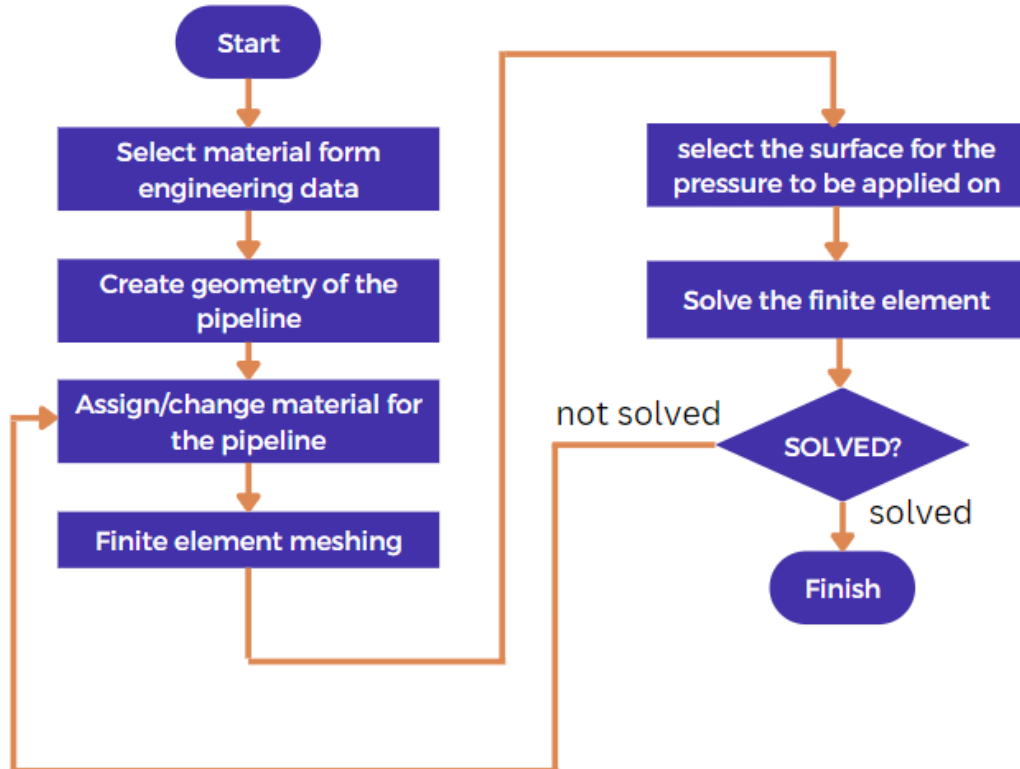 Start
Select material form
engineering data
Create geometry of the
pipeline
Assign/change material for
the pipeline
Finite element meshing
select the surface for the
pressure to be applied on
Solve the finite element
not solved
SOLVED?
solved
Finish